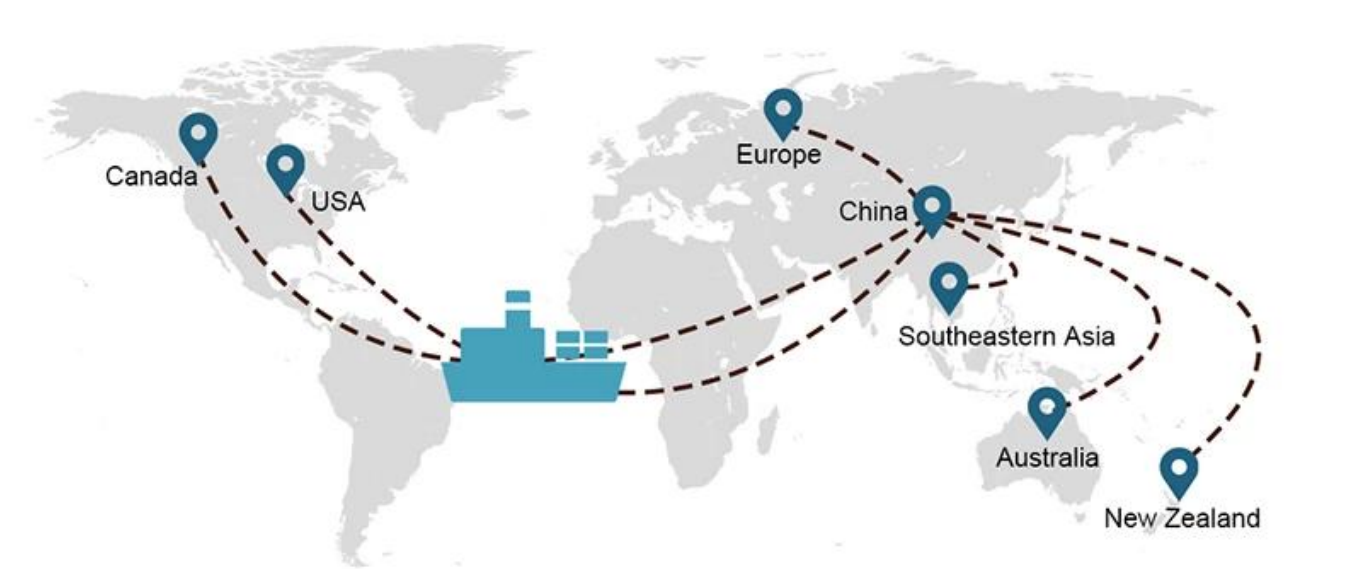 Canada
USA
Europe
China
Southeastern Asia
Australia
New Zealand